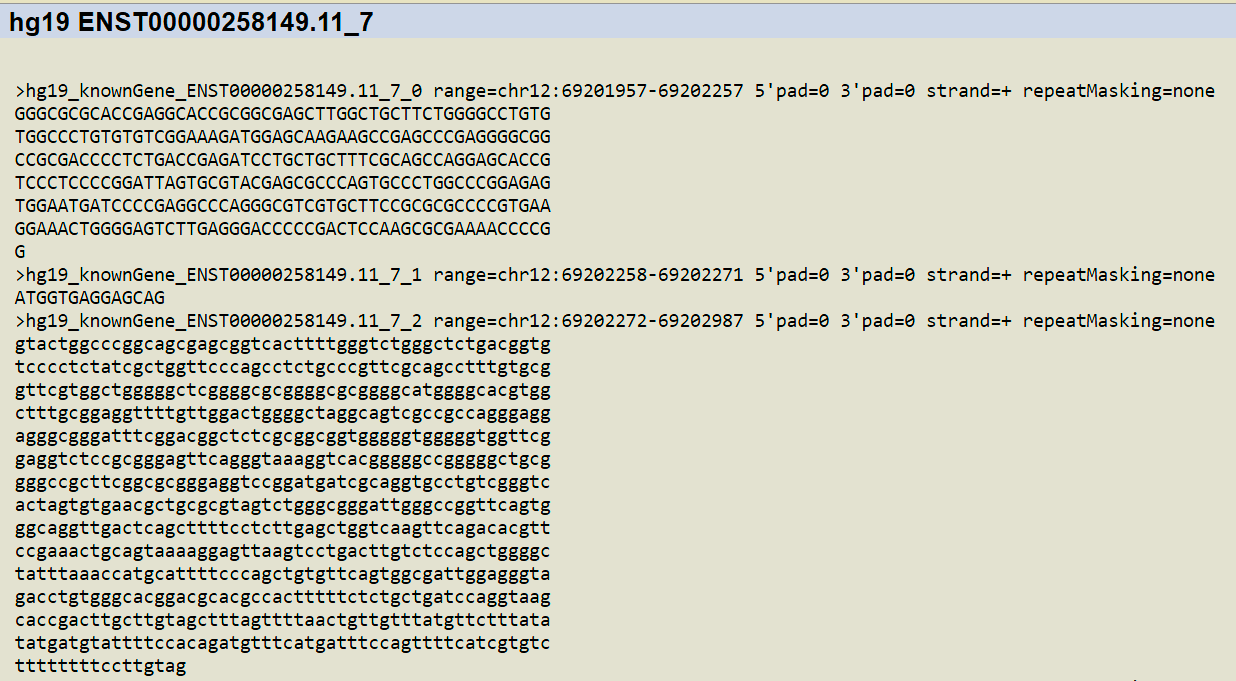 hg19 ENST00000258149.11_7
>hg19_knownGene_ENST00000258149.11_7_0 range=chr12:69201957-69202257 5'pad=0 3'pad=0 strand=+ repeatMasking=none
GGGCGCGCACCGAGGCACCGCGGCGAGCTTGGCTGCTTCTGGGGCCTGTG
TGGCCCTGTGTGTCGGAAAGATGGAGCAAGAAGCCGAGCCCGAGGGGCGG
CCGCGACCCCTCTGACCGAGATCCTGCTGCTTTCGCAGCCAGGAGCACCG
TCCCTCCCCGGATTAGTGCGTACGAGCGCCCAGTGCCCTGGCCCGGAGAG
TGGAATGATCCCCGAGGCCCAGGGCGTCGTGCTTCCGCGCGCCCCGTGAA
GGAAACTGGGGAGTCTTGAGGGACCCCCGACTCCAAGCGCGAAAACCCCG
G
>hg19_knownGene_ENST00000258149.11_7_1 range=chr12:69202258-69202271 5'pad=0 3'pad=0 strand=+ repeatMasking=none
ATGGTGAGGAGCAG
>hg19_knownGene_ENST00000258149.11_7_2 range=chr12:69202272-69202987 5'pad=0 3'pad=0 strand=+ repeatMasking=none
gtactggcccggcagcgagcggtcacttttgggtctgggctctgacggtg
tcccctctatcgctggttcccagcctctgcccgttcgcagcctttgtgcg
gttcgtggctgggggctcggggcgcggggcgcggggcatggggcacgtgg
ctttgcggaggttttgttggactggggctaggcagtcgccgccagggagg
agggcgggatttcggacggctctcgcggcggtgggggtgggggtggttcg
gaggtctccgcgggagttcagggtaaaggtcacgggggccgggggctgcg
gggccgcttcggcgcgggaggtccggatgatcgcaggtgcctgtcgggtc
actagtgtgaacgctgcgcgtagtctgggcgggattgggccggttcagtg
ggcaggttgactcagcttttcctcttgagctggtcaagttcagacacgtt
ccgaaactgcagtaaaaggagttaagtcctgacttgtctccagctggggc
tatttaaaccatgcattttcccagctgtgttcagtggcgattggagggta
gacctgtgggcacggacgcacgccactttttctctgctgatccaggtaag
caccgacttgcttgtagctttagttttaactgttgtttatgttctttata
tatgatgtattttccacagatgtttcatgatttccagttttcatcgtgtc
ttttttttccttgtag